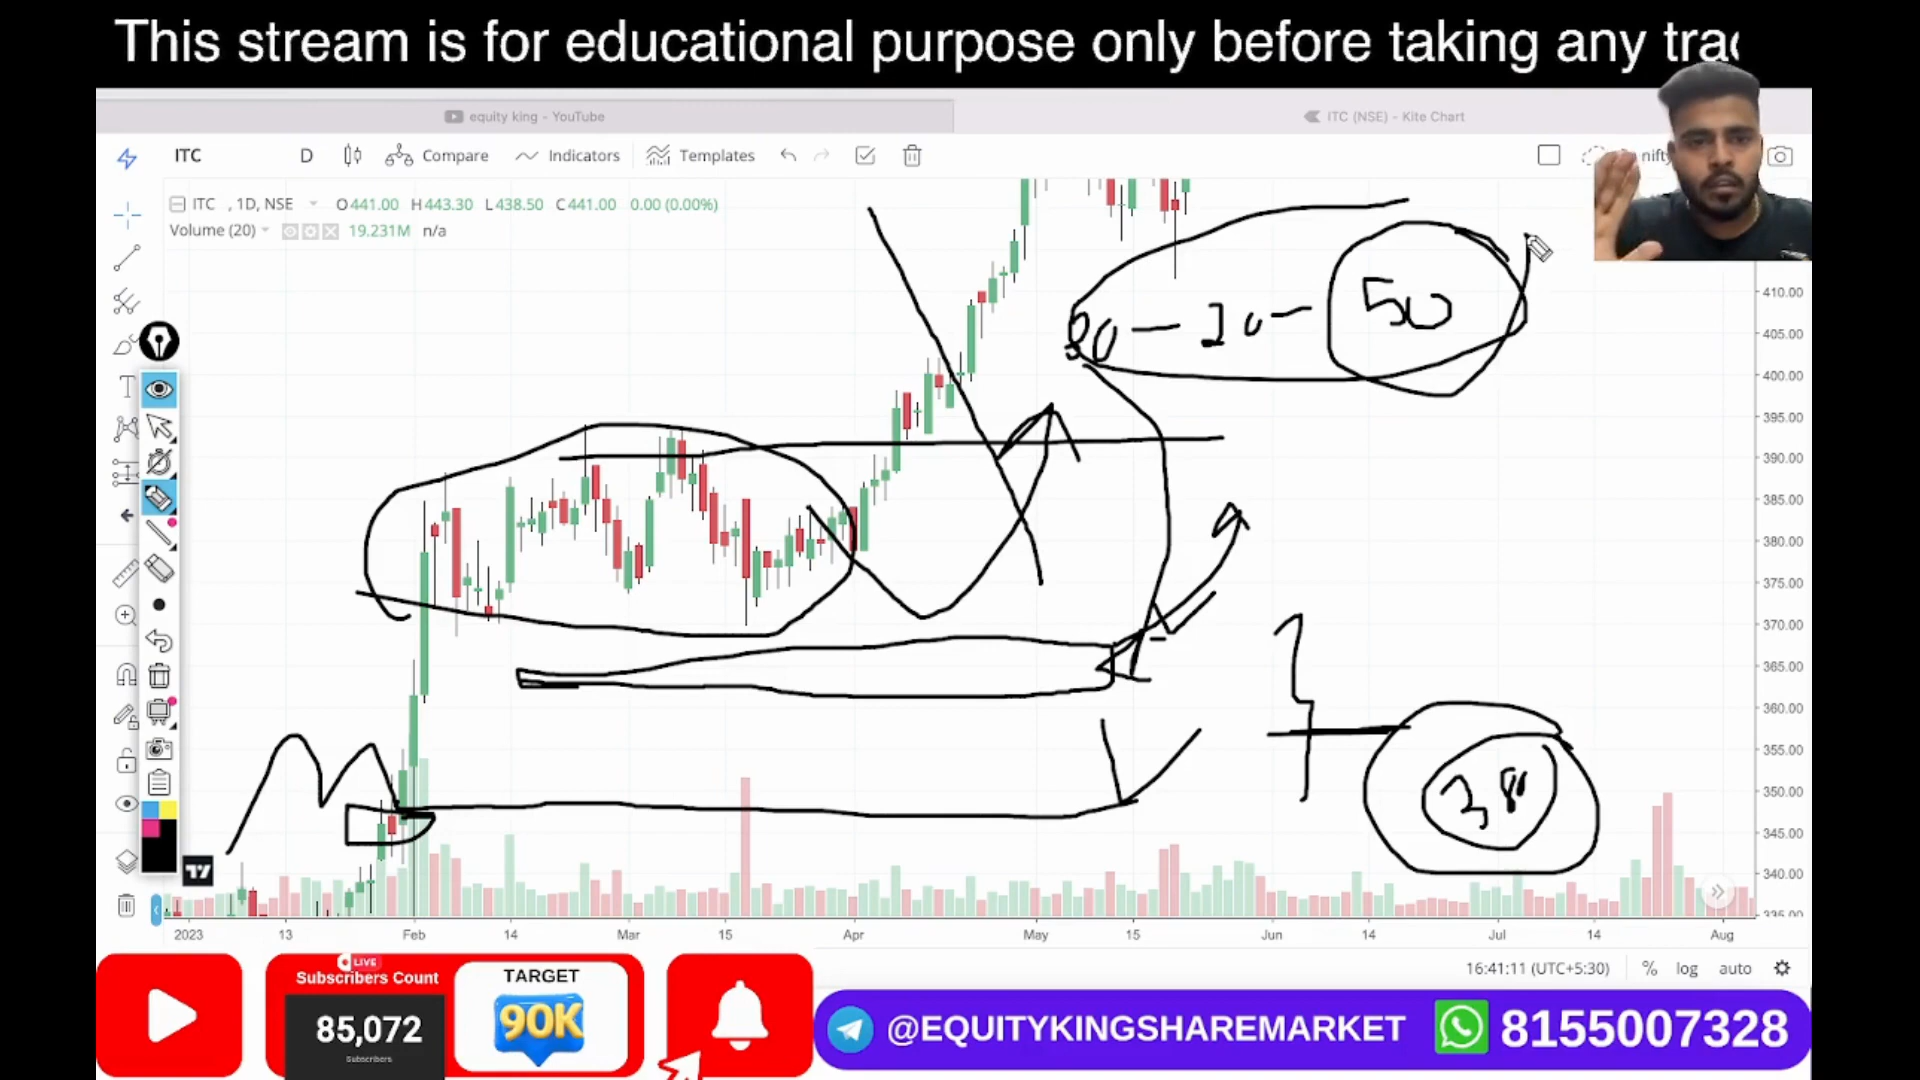 This stream is for educational purpose only before taking any trad
equity king - YouTube
ITC (NSE) - Kite Chart
ITC D Compare Indicators Templates nifty
ITC , 1D, NSE O441.00 H443.30 L438.50 C441.00 0.00 (0.00%)
Volume (20) 19.231M n/a
410.00
405.00
400.00
395.00
390.00
385.00
380.00
375.00
370.00
365.00
360.00
355.00
350.00
345.00
340.00
335.00
50
2023 13 Feb 14 Mar 15 Apr May 15 Jun 14 Jul 14 Aug
16:41:11 (UTC+5:30) % log auto
LIVE
Subscribers Count
85,072
Subscribers
TARGET
90K
@EQUITYKINGSHAREMARKET
8155007328